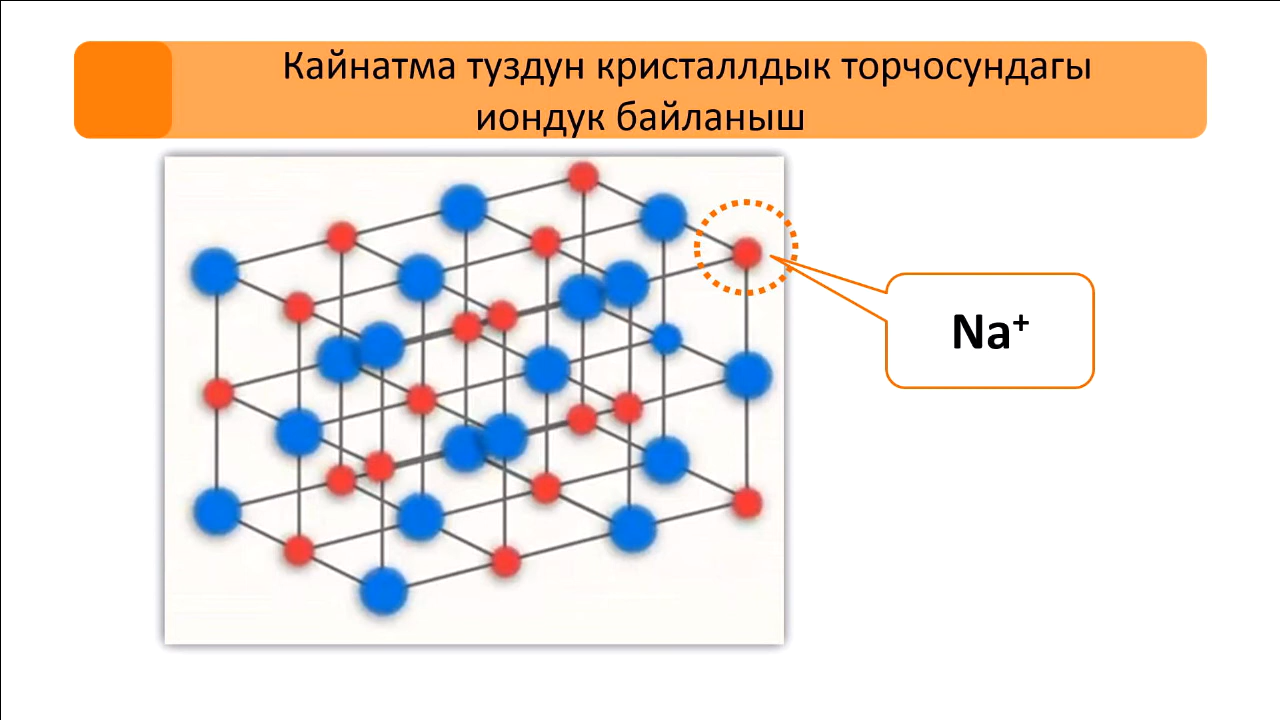 Кайнатма туздун кристаллдык торчосундагы
иондук байланыш
Na⁺